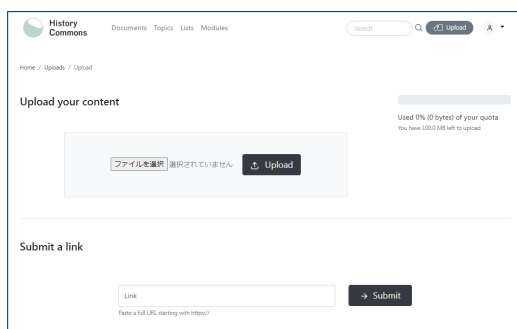 History
Commons
Documents Topics Lists Modules
Search
Upload
Home / Uploads / Upload
Upload your content
Used 0% (0 bytes) of your quota
You have 100.0 MB left to upload
ファイルを選択 選択されていません
Upload
Submit a link
Link
Submit
Paste a full URL starting with https://